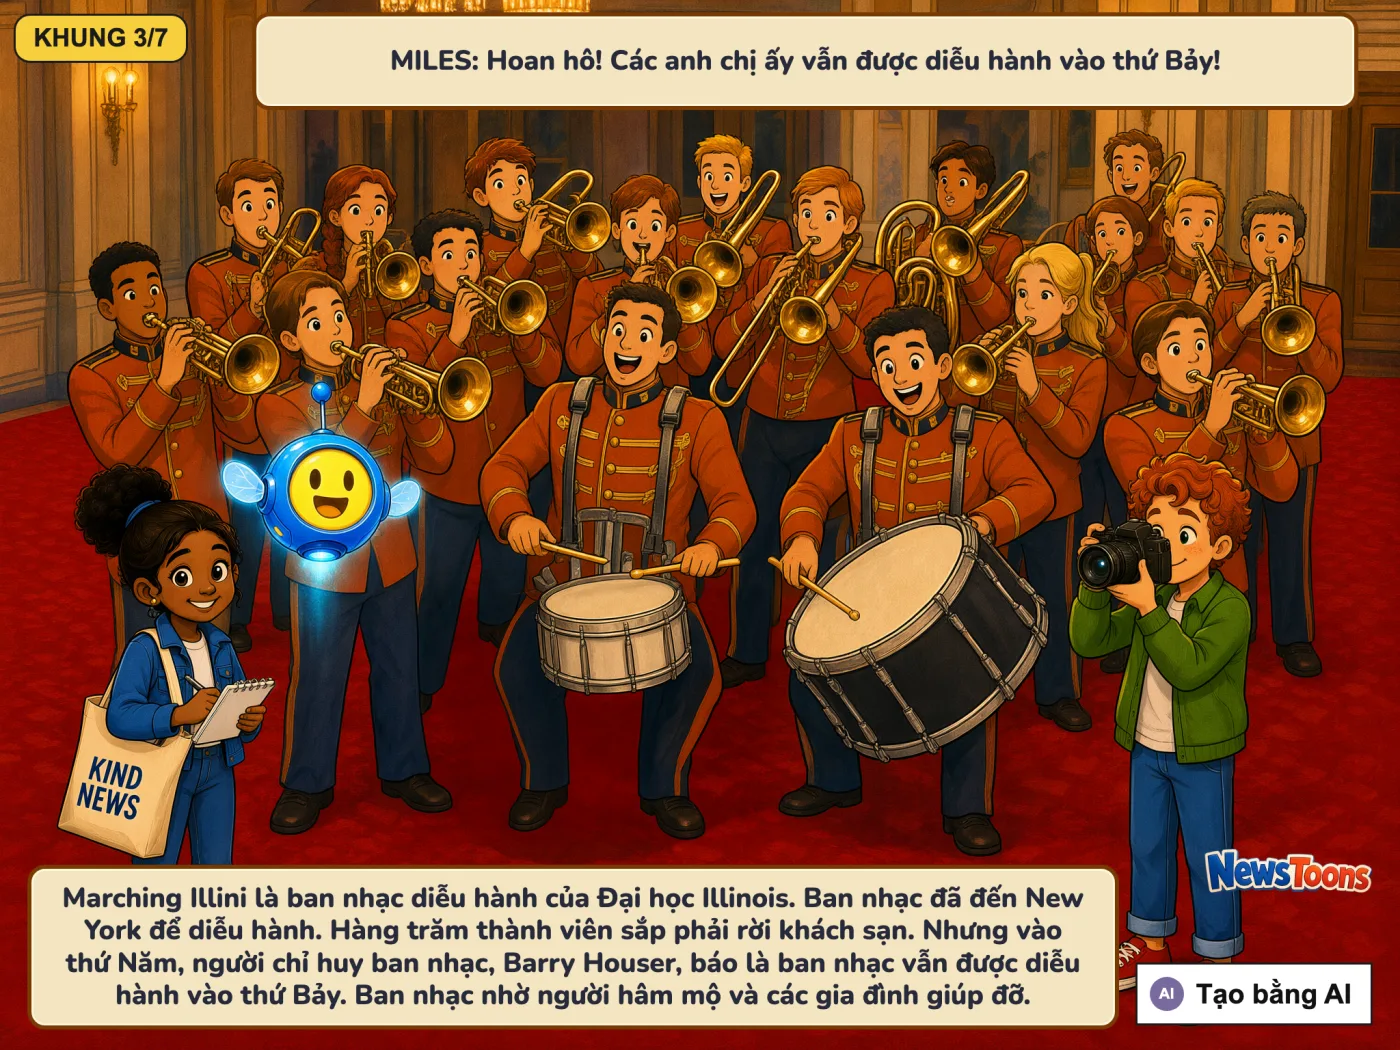 KHUNG 3/7
MILES: Hoan hô! Các anh chị ấy vẫn được diễu hành vào thứ Bảy!
KIND
NEWS
Marching Illini là ban nhạc diễu hành của Đại học Illinois. Ban nhạc đã đến New
York để diễu hành. Hàng trăm thành viên sắp phải rời khách sạn. Nhưng vào
thứ Năm, người chỉ huy ban nhạc, Barry Houser, báo là ban nhạc vẫn được diễu
hành vào thứ Bảy. Ban nhạc nhờ người hâm mộ và các gia đình giúp đỡ.
NewsToons
AI Tạo bằng AI